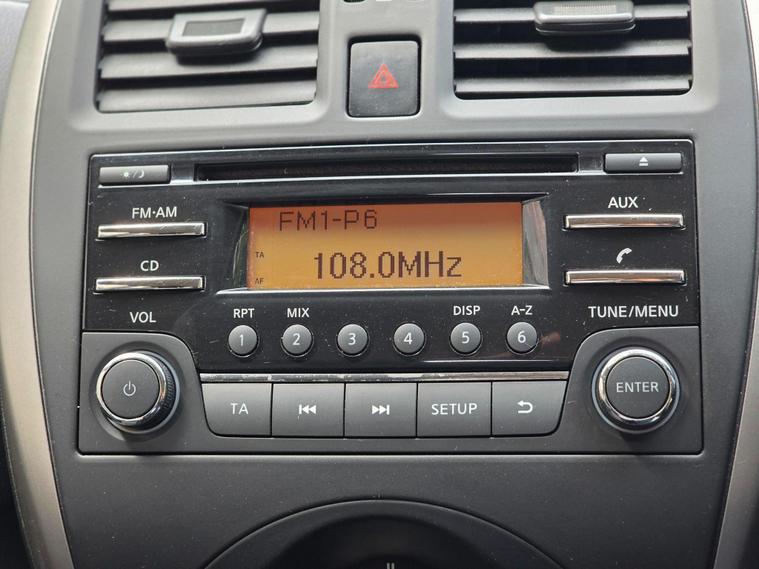 FM·AM
CD
VOL
FM1-P6
TA
108.0MHz
AF
AUX
TUNE/MENU
RPT
MIX
DISP
A-Z
1
2
3
4
5
6
TA
SETUP
ENTER